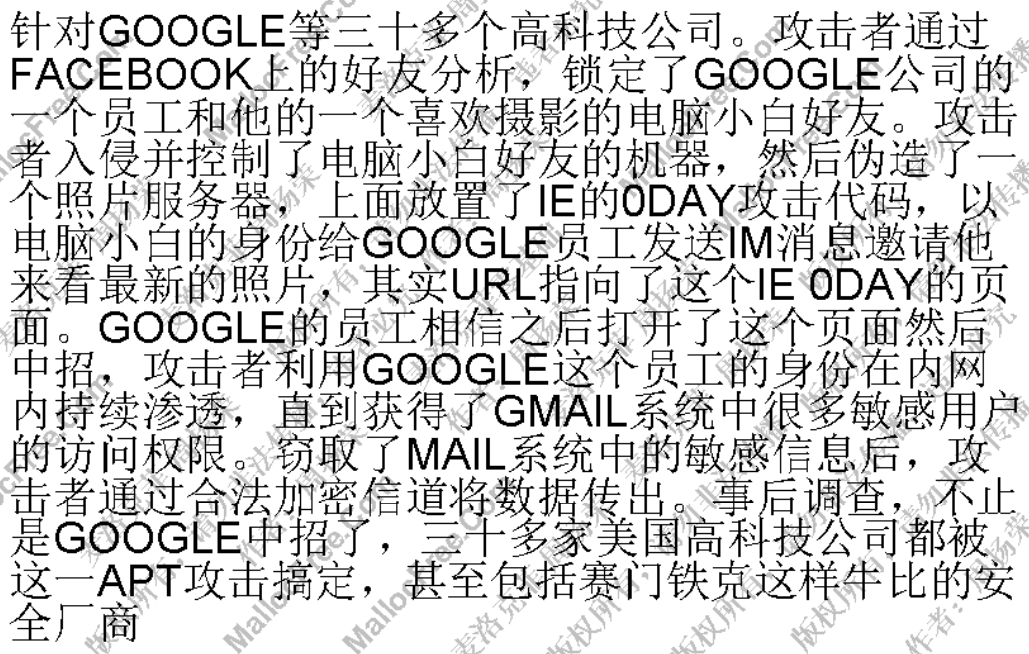 针对GOOGLE等三十多个高科技公司。攻击者通过
FACEBOOK上的好友分析，锁定了GOOGLE公司的
一个员工和他的一个喜欢摄影的电脑小白好友。攻击
者入侵并控制了电脑小白好友的机器，然后伪造了一
个照片服务器，上面放置了IE的0DAY攻击代码，以
电脑小白的身份给GOOGLE员工发送IM消息邀请他
来看最新的照片，其实URL指向了这个IE 0DAY的页
面。GOOGLE的员工相信之后打开了这个页面然后
中招，攻击者利用GOOGLE这个员工的身份在内网
内持续渗透，直到获得了GMAIL系统中很多敏感用户
的访问权限。窃取了MAIL系统中的敏感信息后，攻
击者通过合法加密信道将数据传出。事后调查，不止
是GOOGLE中招了，三十多家美国高科技公司都被
这一APT攻击搞定，甚至包括赛门铁克这样牛比的安
全厂商